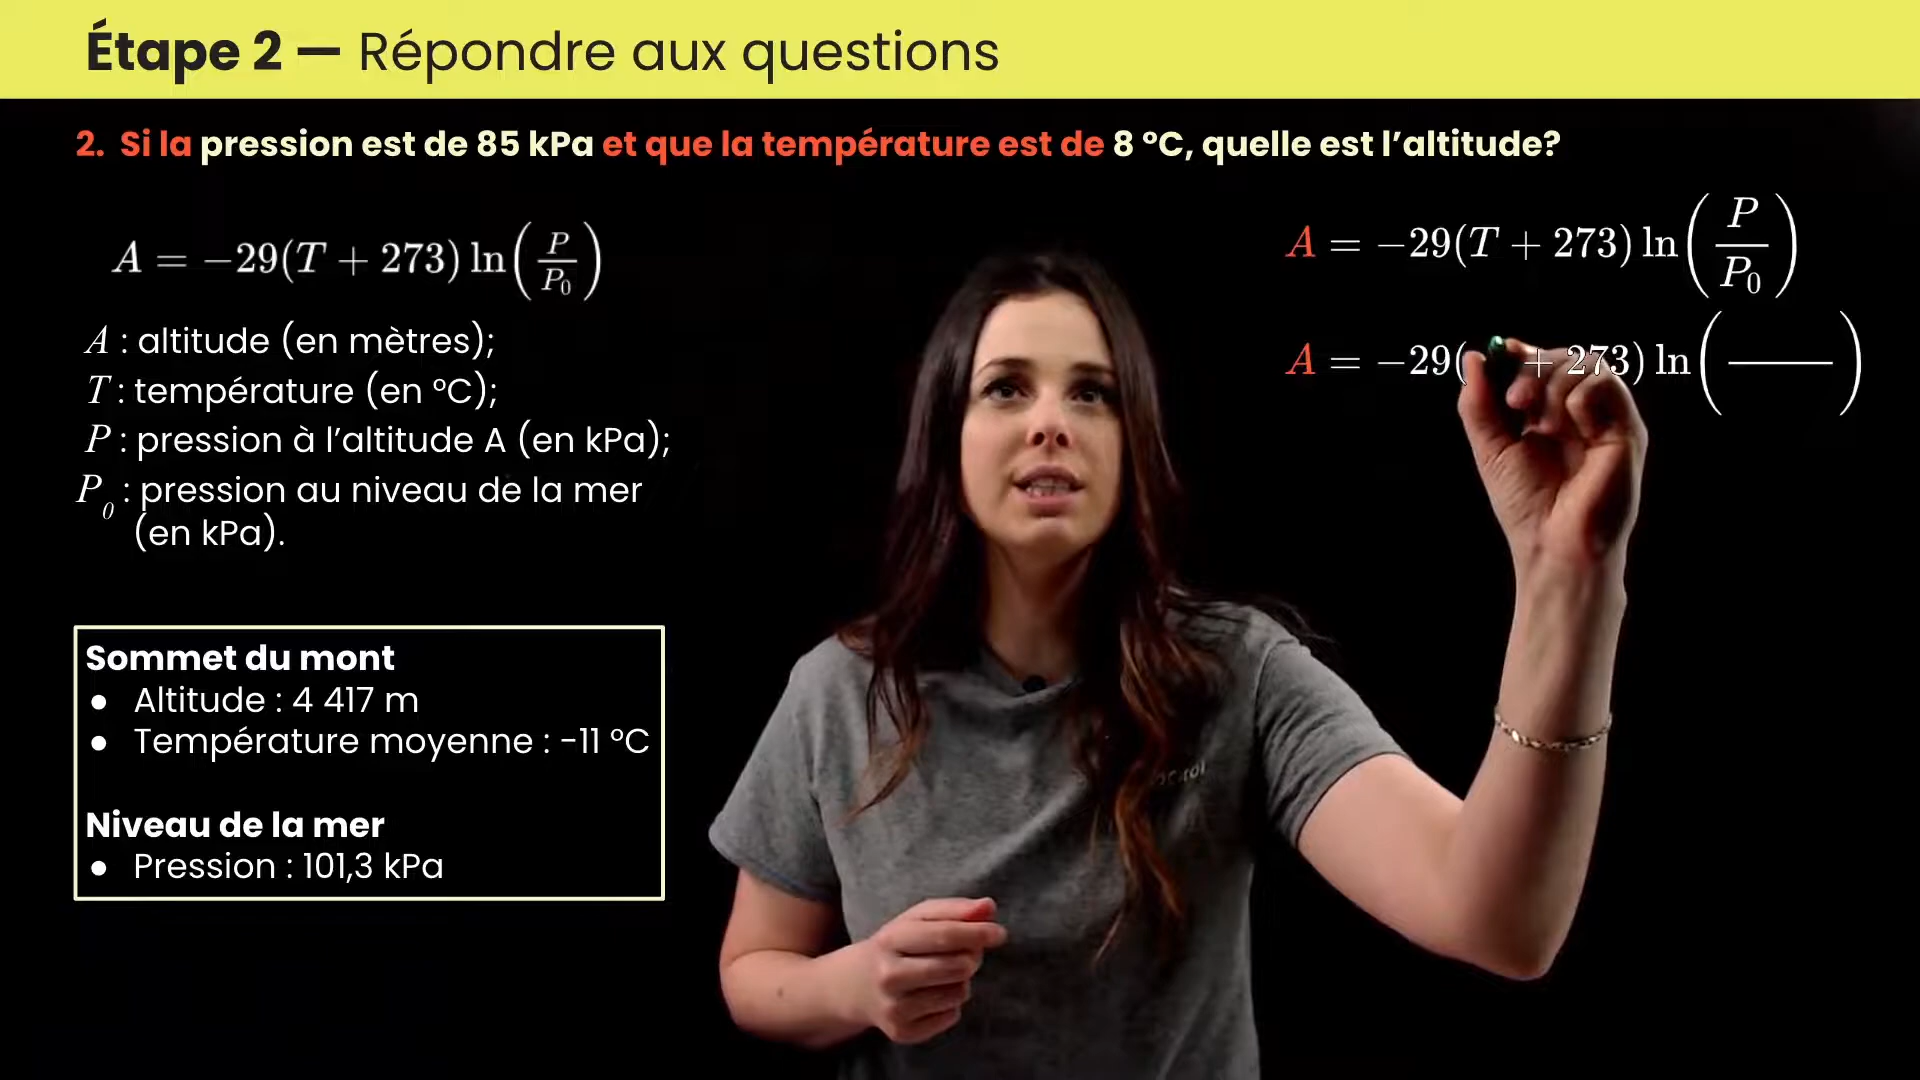 Étape 2 — Répondre aux questions
2. Si la pression est de 85 kPa et que la température est de 8 °C, quelle est l’altitude?
A = −29(T + 273) ln(P/P₀)
A : altitude (en mètres);
T : température (en °C);
P : pression à l’altitude A (en kPa);
P₀ : pression au niveau de la mer
(en kPa).
Sommet du mont
● Altitude : 4 417 m
● Température moyenne : -11 °C
Niveau de la mer
● Pression : 101,3 kPa
A = −29(T + 273) ln(P/P₀)
A = −29( + 273) ln(——)